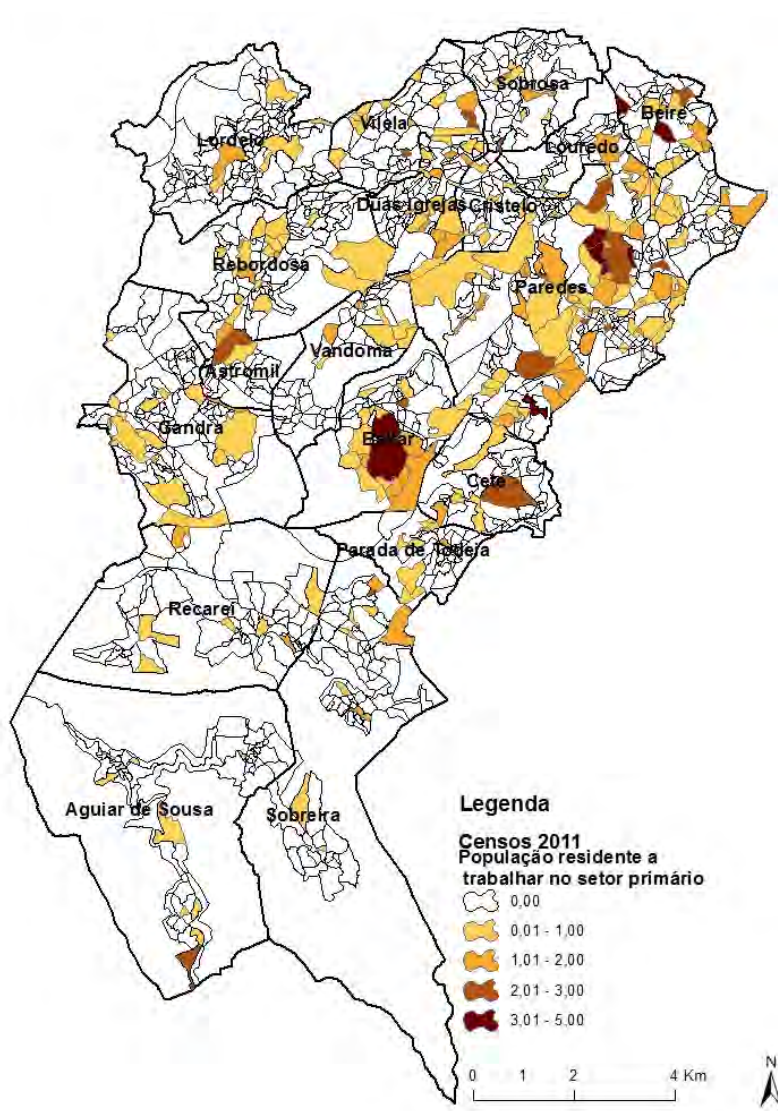 Sobrosa
Beire
Lordelo
Vilela
Louredo
Duas Igrejas
Cristelo
Rebordosa
Paredes
Astromil
Vandoma
Gandra
Baltar
Cete
Parada de Todeia
Recarei
Aguiar de Sousa
Sobreira
Legenda
Censos 2011
População residente a
trabalhar no setor primário
0,00
0,01 - 1,00
1,01 - 2,00
2,01 - 3,00
3,01 - 5,00
0 1 2 4 Km
N